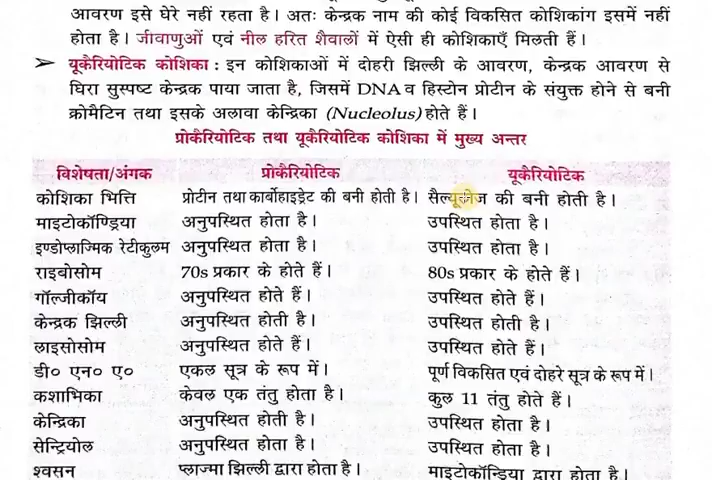 आवरण इसे घेरे नहीं रहता है। अतः केन्द्रक नाम की कोई विकसित कोशिकांग इसमें नहीं
होता है। जीवाणुओं एवं नील हरित शैवालों में ऐसी ही कोशिकाएँ मिलती हैं।
➢ यूकैरियोटिक कोशिका : इन कोशिकाओं में दोहरी झिल्ली के आवरण, केन्द्रक आवरण से
घिरा सुस्पष्ट केन्द्रक पाया जाता है, जिसमें DNA व हिस्टोन प्रोटीन के संयुक्त होने से बनी
क्रोमैटिन तथा इसके अलावा केन्द्रिका (Nucleolus) होते हैं।
प्रोकैरियोटिक तथा यूकैरियोटिक कोशिका में मुख्य अन्तर
विशेषता/अंगक प्रोकैरियोटिक यूकैरियोटिक
कोशिका भित्ति प्रोटीन तथा कार्बोहाइड्रेट की बनी होती है। सैल्यूलोज की बनी होती है।
माइटोकॉण्ड्रिया अनुपस्थित होता है। उपस्थित होता है।
इण्डोप्लाज्मिक रेटीकुलम अनुपस्थित होता है। उपस्थित होता है।
राइबोसोम 70s प्रकार के होते हैं। 80s प्रकार के होते हैं।
गॉल्जीकॉय अनुपस्थित होते हैं। उपस्थित होते हैं।
केन्द्रक झिल्ली अनुपस्थित होती है। उपस्थित होती है।
लाइसोसोम अनुपस्थित होते हैं। उपस्थित होते हैं।
डी० एन० ए० एकल सूत्र के रूप में। पूर्ण विकसित एवं दोहरे सूत्र के रूप में।
कशाभिका केवल एक तंतु होता है। कुल 11 तंतु होते हैं।
केन्द्रिका अनुपस्थित होती है। उपस्थित होता है।
सेन्ट्रियोल अनुपस्थित होता है। उपस्थित होता है।
श्वसन प्लाज्मा झिल्ली द्वारा होता है। माइटोकॉन्ड्रिया द्वारा होता है।